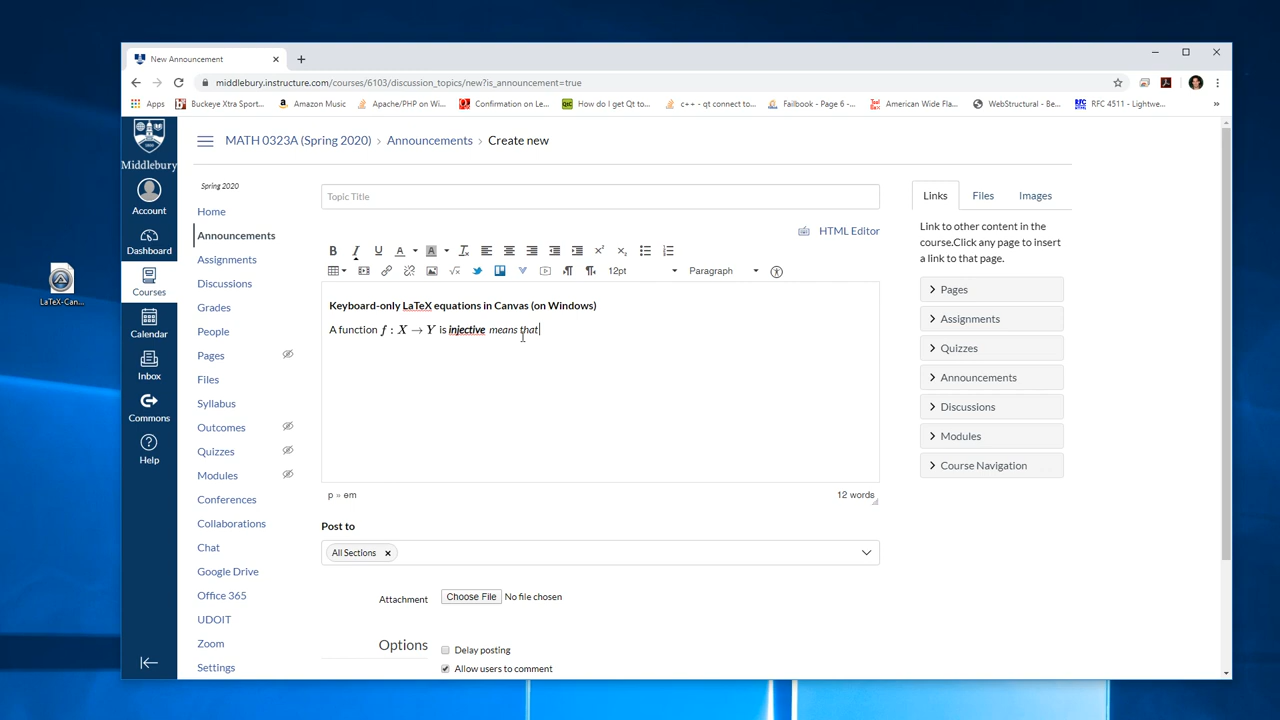 LaTeX-Can...
New Announcement
middlebury.instructure.com/courses/6103/discussion_topics/new?is_announcement=true
Apps
Buckeye Xtra Sport...
Amazon Music
Apache/PHP on Wi...
Confirmation on Le...
How do I get Qt to...
c++ - qt connect to...
Failbook - Page 6 -...
American Wide Fla...
WebStructural - Be...
RFC 4511 - Lightwe...
»
Middlebury
Account
Dashboard
Courses
Calendar
Inbox
Commons
Help
MATH 0323A (Spring 2020) › Announcements › Create new
Spring 2020
Home
Announcements
Assignments
Discussions
Grades
People
Pages
Files
Syllabus
Outcomes
Quizzes
Modules
Conferences
Collaborations
Chat
Google Drive
Office 365
UDOIT
Zoom
Settings
Topic Title
HTML Editor
12pt
Paragraph
Keyboard-only LaTeX equations in Canvas (on Windows)
A function f : X → Y is injective means that
p » em
12 words
Post to
All Sections
Attachment
Choose File No file chosen
Options
Delay posting
Allow users to comment
Links
Files
Images
Link to other content in the
course.Click any page to insert
a link to that page.
Pages
Assignments
Quizzes
Announcements
Discussions
Modules
Course Navigation